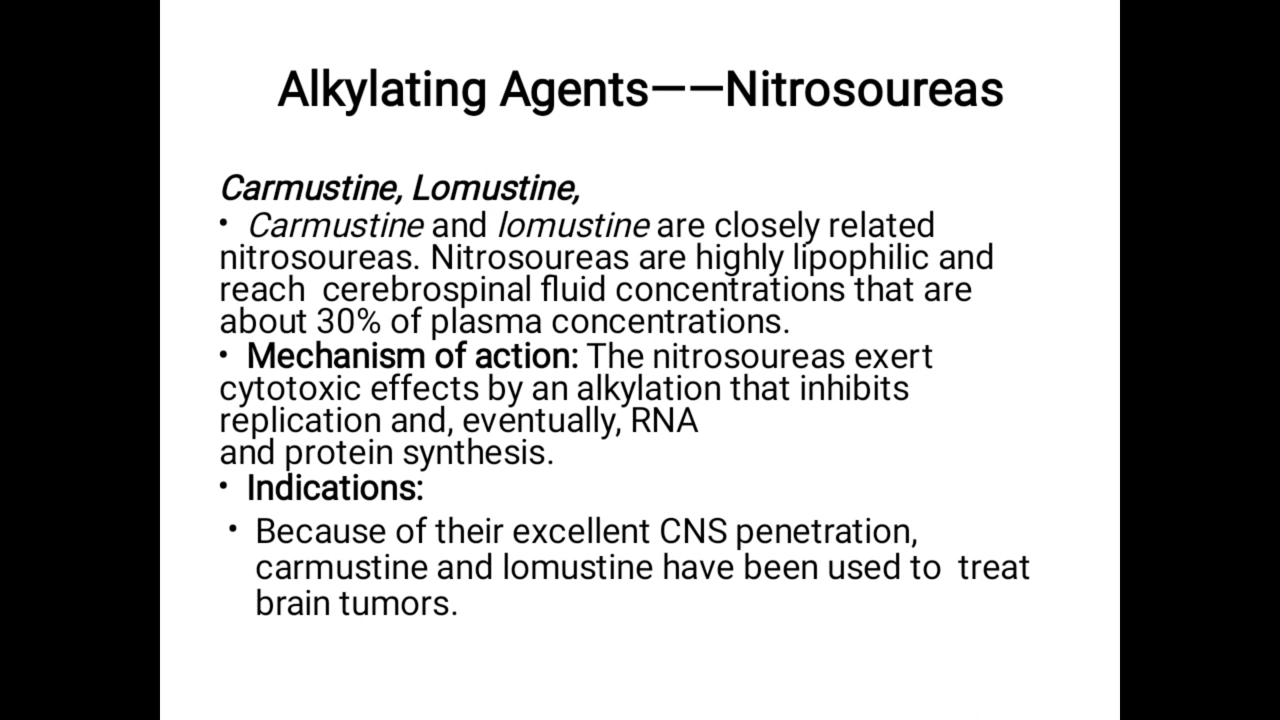 Alkylating Agents——Nitrosoureas
Carmustine, Lomustine,
• Carmustine and lomustine are closely related
nitrosoureas. Nitrosoureas are highly lipophilic and
reach  cerebrospinal fluid concentrations that are
about 30% of plasma concentrations.
• Mechanism of action: The nitrosoureas exert
cytotoxic effects by an alkylation that inhibits
replication and, eventually, RNA
and protein synthesis.
• Indications:
• Because of their excellent CNS penetration,
carmustine and lomustine have been used to  treat
brain tumors.